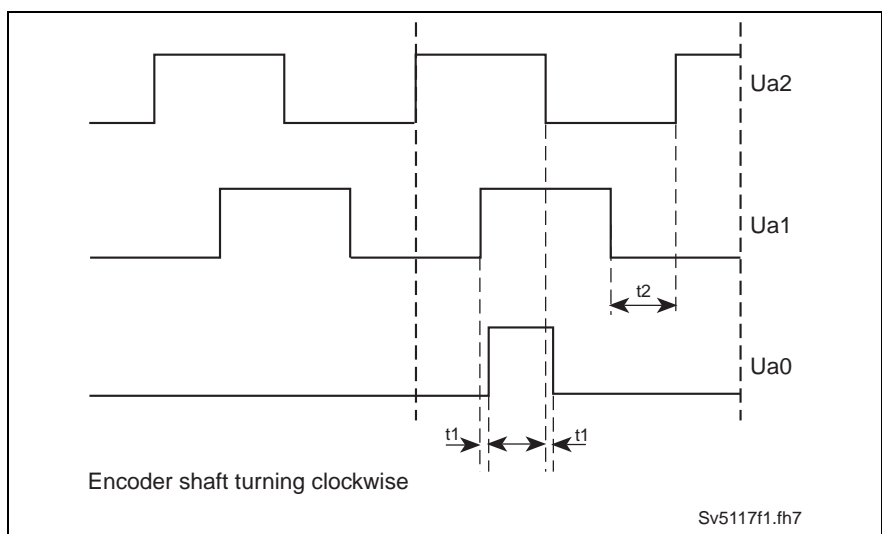 Ua2
Ua1
t2
Ua0
t1
t1
Encoder shaft turning clockwise
Sv5117f1.fh7